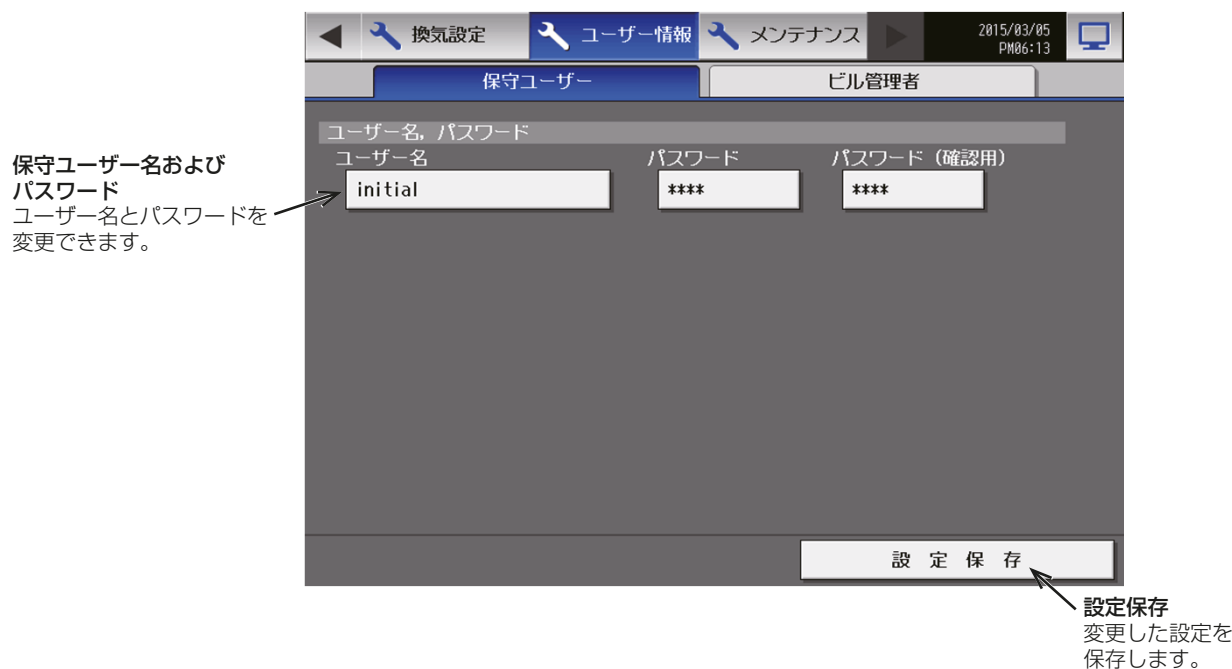 換気設定
ユーザー情報
メンテナンス
2015/03/05
PM06:13
保守ユーザー
ビル管理者
ユーザー名, パスワード
ユーザー名
パスワード
パスワード (確認用)
initial
****
****
保守ユーザー名および
パスワード
ユーザー名とパスワードを
変更できます。
設 定 保 存
設定保存
変更した設定を
保存します。